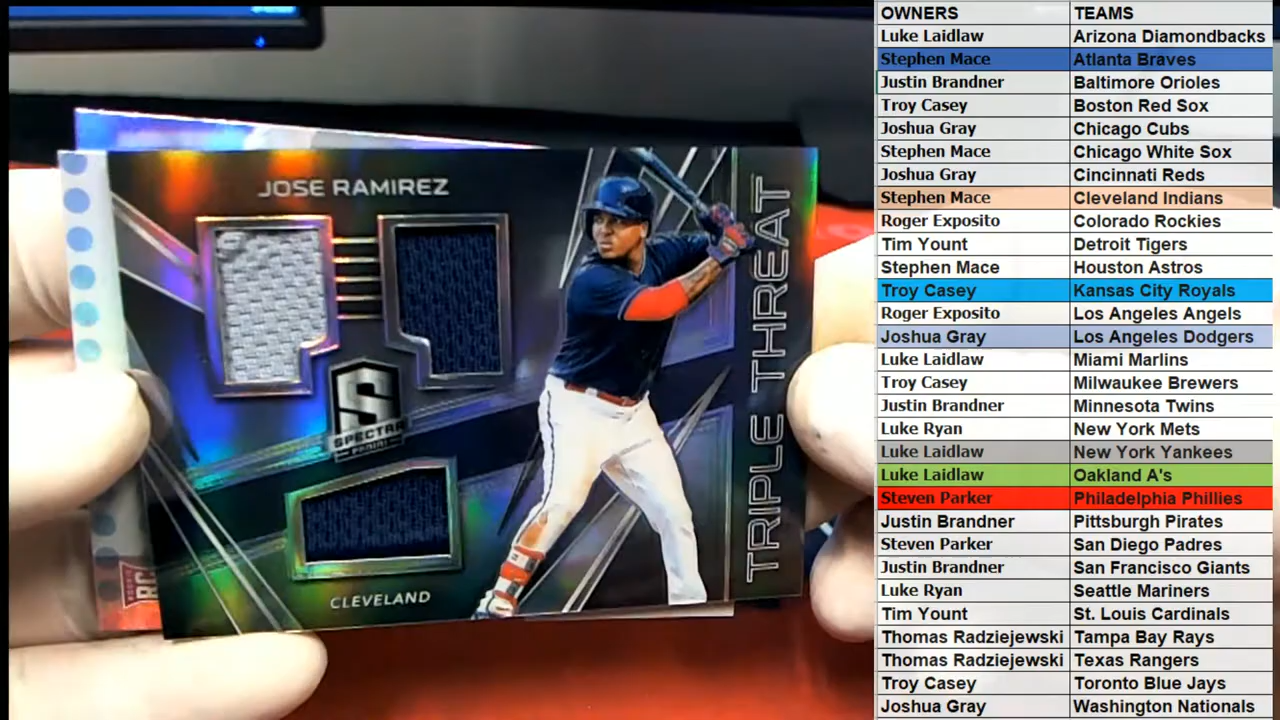 JOSE RAMIREZ
TRIPLE THREAT
S
SPECTRA
PANINI
CLEVELAND
RC
OWNERS TEAMS
Luke Laidlaw Arizona Diamondbacks
Stephen Mace Atlanta Braves
Justin Brandner Baltimore Orioles
Troy Casey Boston Red Sox
Joshua Gray Chicago Cubs
Stephen Mace Chicago White Sox
Joshua Gray Cincinnati Reds
Stephen Mace Cleveland Indians
Roger Exposito Colorado Rockies
Tim Yount Detroit Tigers
Stephen Mace Houston Astros
Troy Casey Kansas City Royals
Roger Exposito Los Angeles Angels
Joshua Gray Los Angeles Dodgers
Luke Laidlaw Miami Marlins
Troy Casey Milwaukee Brewers
Justin Brandner Minnesota Twins
Luke Ryan New York Mets
Luke Laidlaw New York Yankees
Luke Laidlaw Oakland A's
Steven Parker Philadelphia Phillies
Justin Brandner Pittsburgh Pirates
Steven Parker San Diego Padres
Justin Brandner San Francisco Giants
Luke Ryan Seattle Mariners
Tim Yount St. Louis Cardinals
Thomas Radziejewski Tampa Bay Rays
Thomas Radziejewski Texas Rangers
Troy Casey Toronto Blue Jays
Joshua Gray Washington Nationals